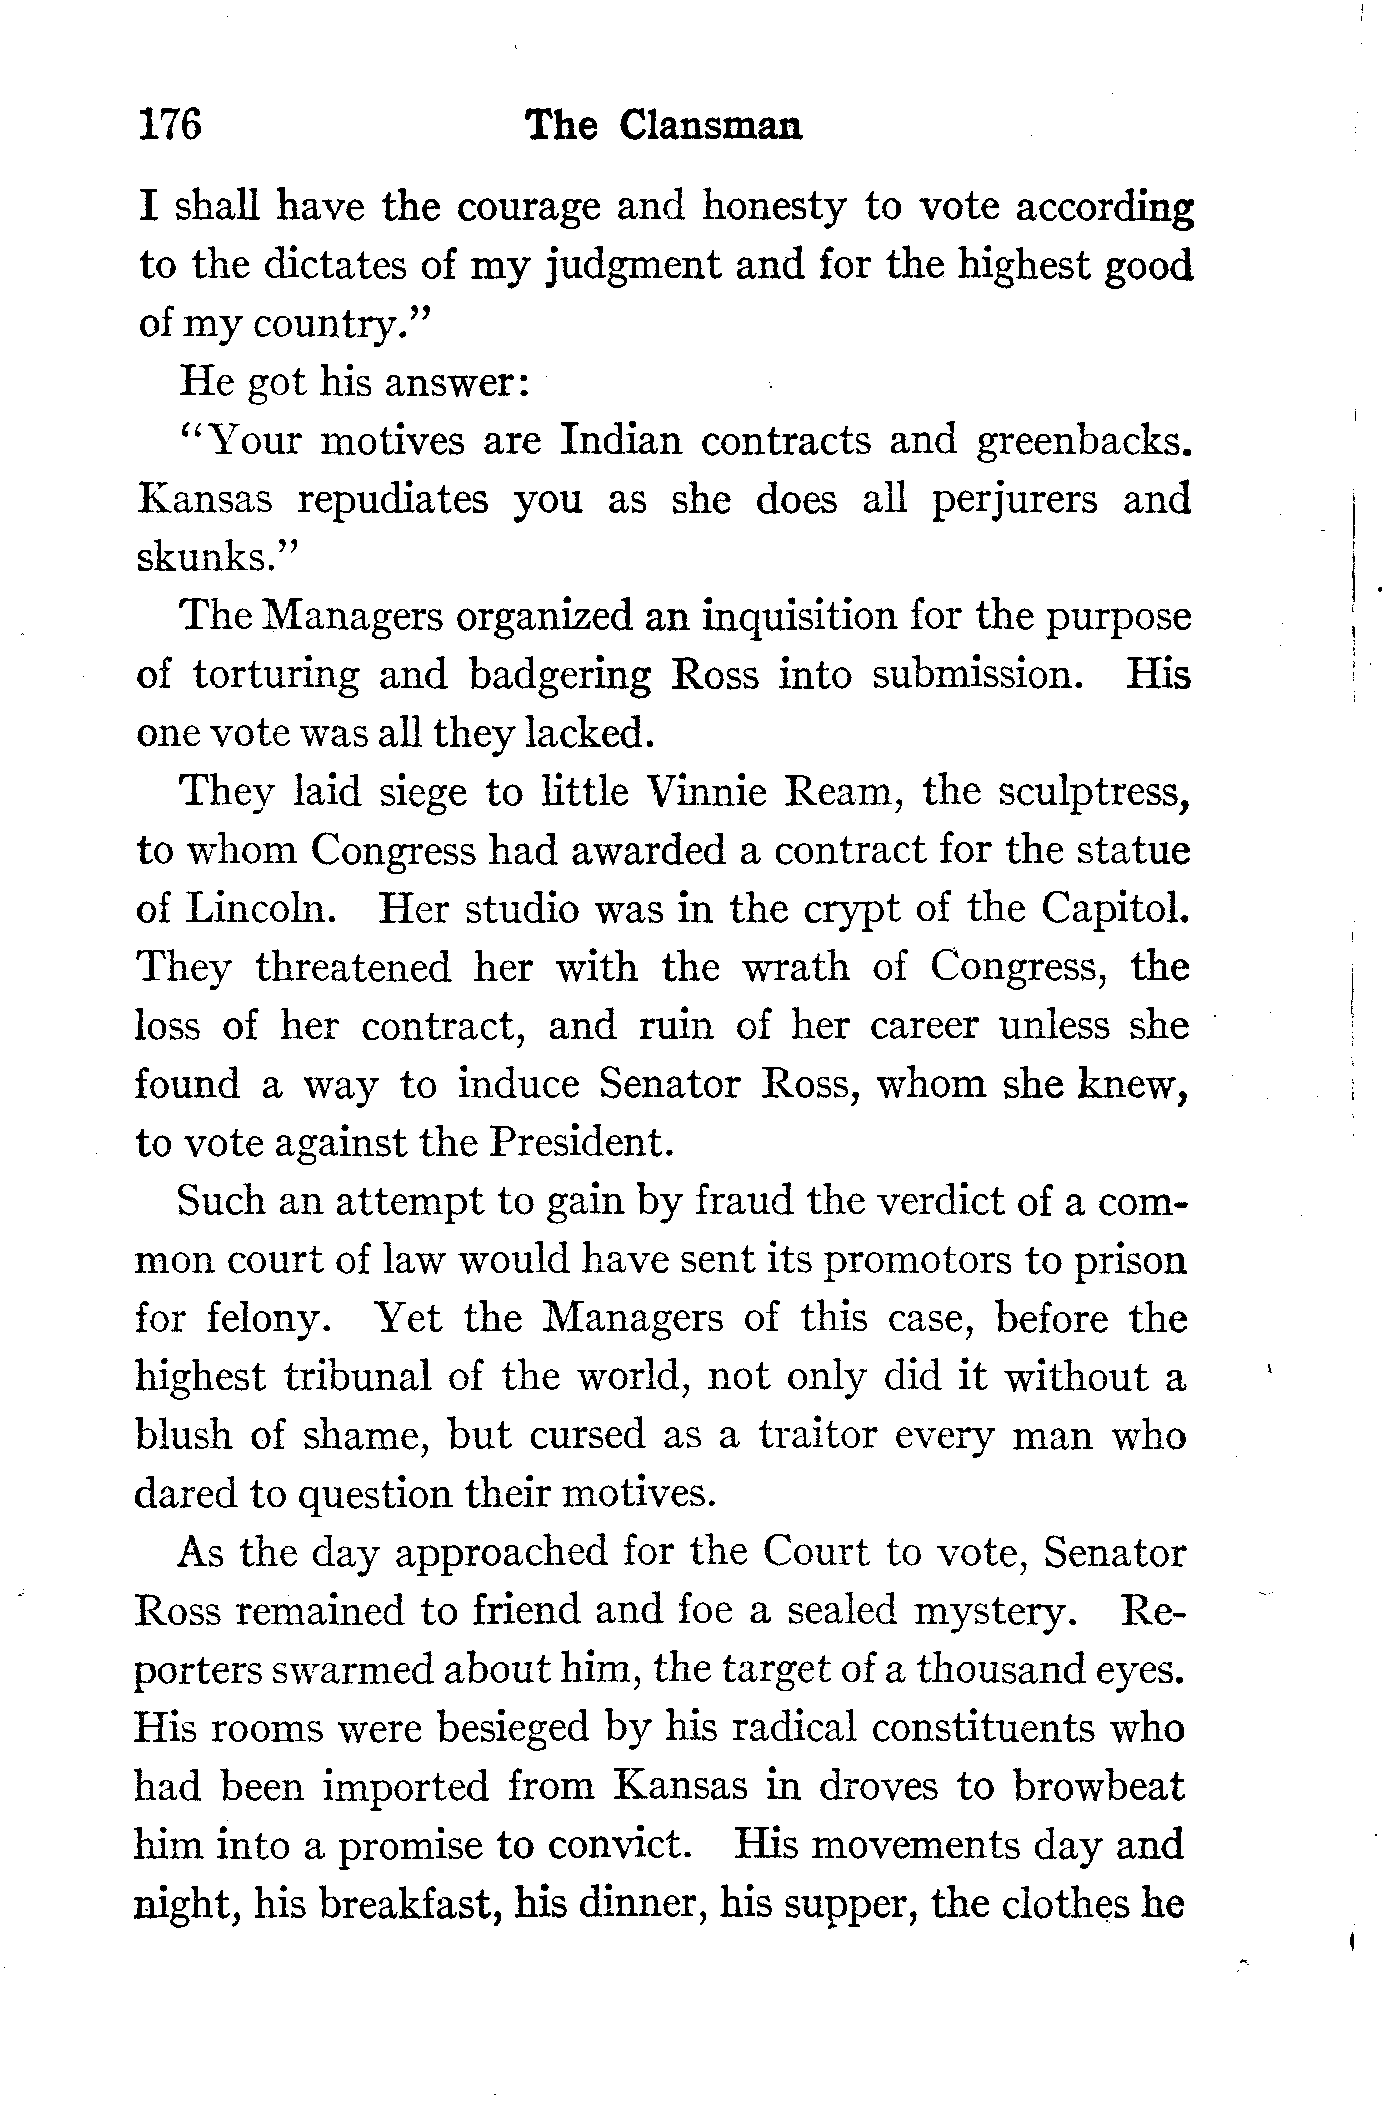 176 The Clansman
I shall have the courage and honesty to vote according
to the dictates of my judgment and for the highest good
of my country."
He got his answer:
"Your motives are Indian contracts and greenbacks.
Kansas repudiates you as she does all perjurers and
skunks."
The Managers organized an inquisition for the purpose
of torturing and badgering Ross into submission. His
one vote was all they lacked.
They laid siege to little Vinnie Ream, the sculptress,
to whom Congress had awarded a contract for the statue
of Lincoln. Her studio was in the crypt of the Capitol.
They threatened her with the wrath of Congress, the
loss of her contract, and ruin of her career unless she
found a way to induce Senator Ross, whom she knew,
to vote against the President.
Such an attempt to gain by fraud the verdict of a com-
mon court of law would have sent its promotors to prison
for felony. Yet the Managers of this case, before the
highest tribunal of the world, not only did it without a
blush of shame, but cursed as a traitor every man who
dared to question their motives.
As the day approached for the Court to vote, Senator
Ross remained to friend and foe a sealed mystery. Re-
porters swarmed about him, the target of a thousand eyes.
His rooms were besieged by his radical constituents who
had been imported from Kansas in droves to browbeat
him into a promise to convict. His movements day and
night, his breakfast, his dinner, his supper, the clothes he